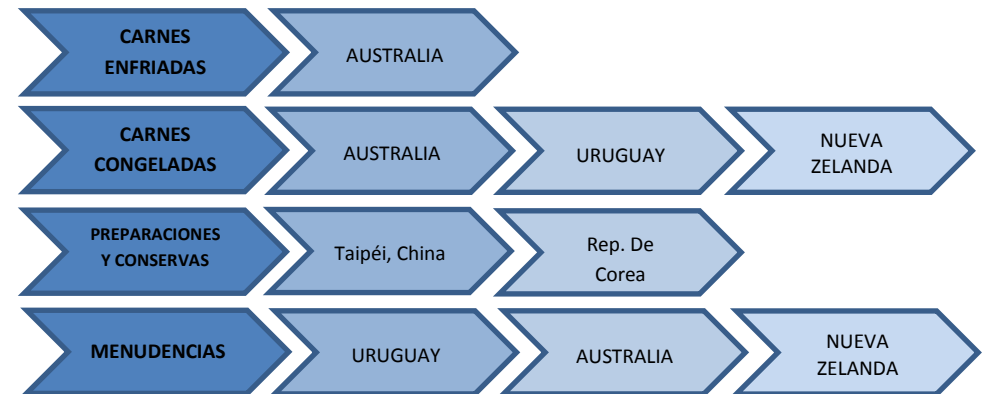 CARNES
ENFRIADAS
AUSTRALIA
CARNES
CONGELADAS
AUSTRALIA
URUGUAY
NUEVA
ZELANDA
PREPARACIONES
Y CONSERVAS
Taipéi, China
Rep. De
Corea
MENUDENCIAS
URUGUAY
AUSTRALIA
NUEVA
ZELANDA